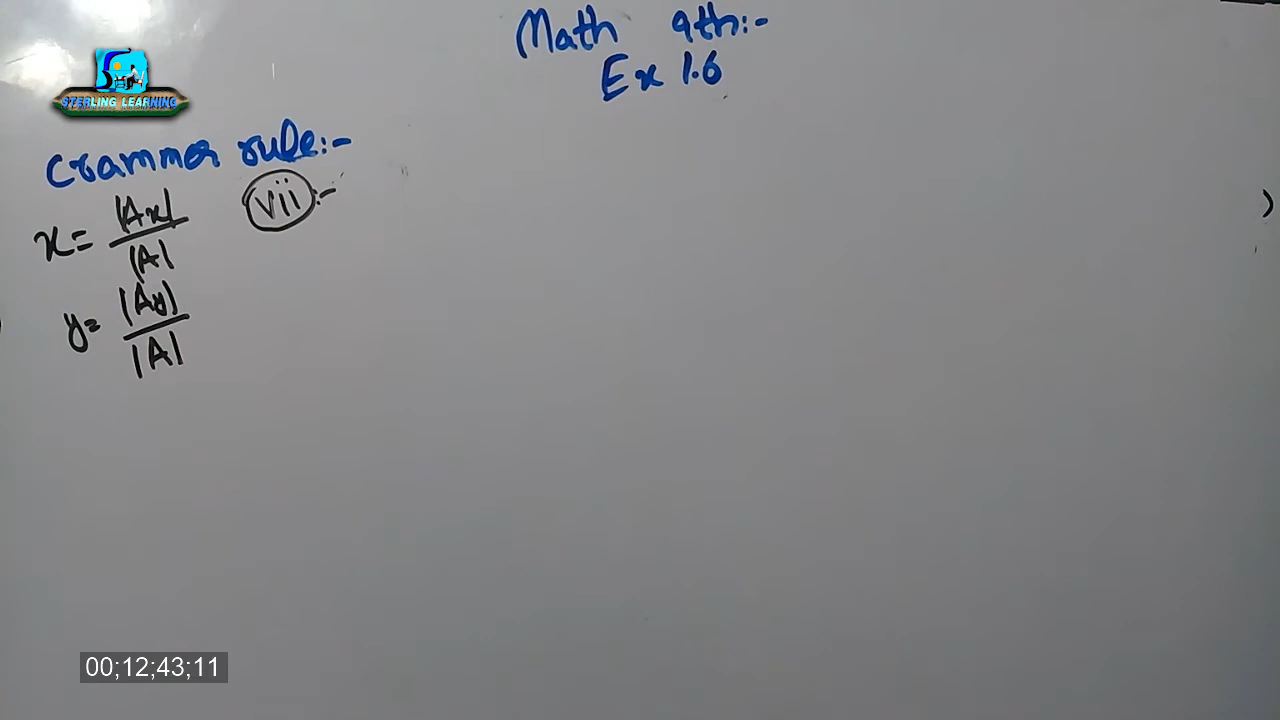 Math 9th:-
Ex 1.6
STERLING LEARNING
Crammer rule:-
x = |Ax| / |A|
(vii):-
y = |Ay| / |A|
)
00;12;43;11